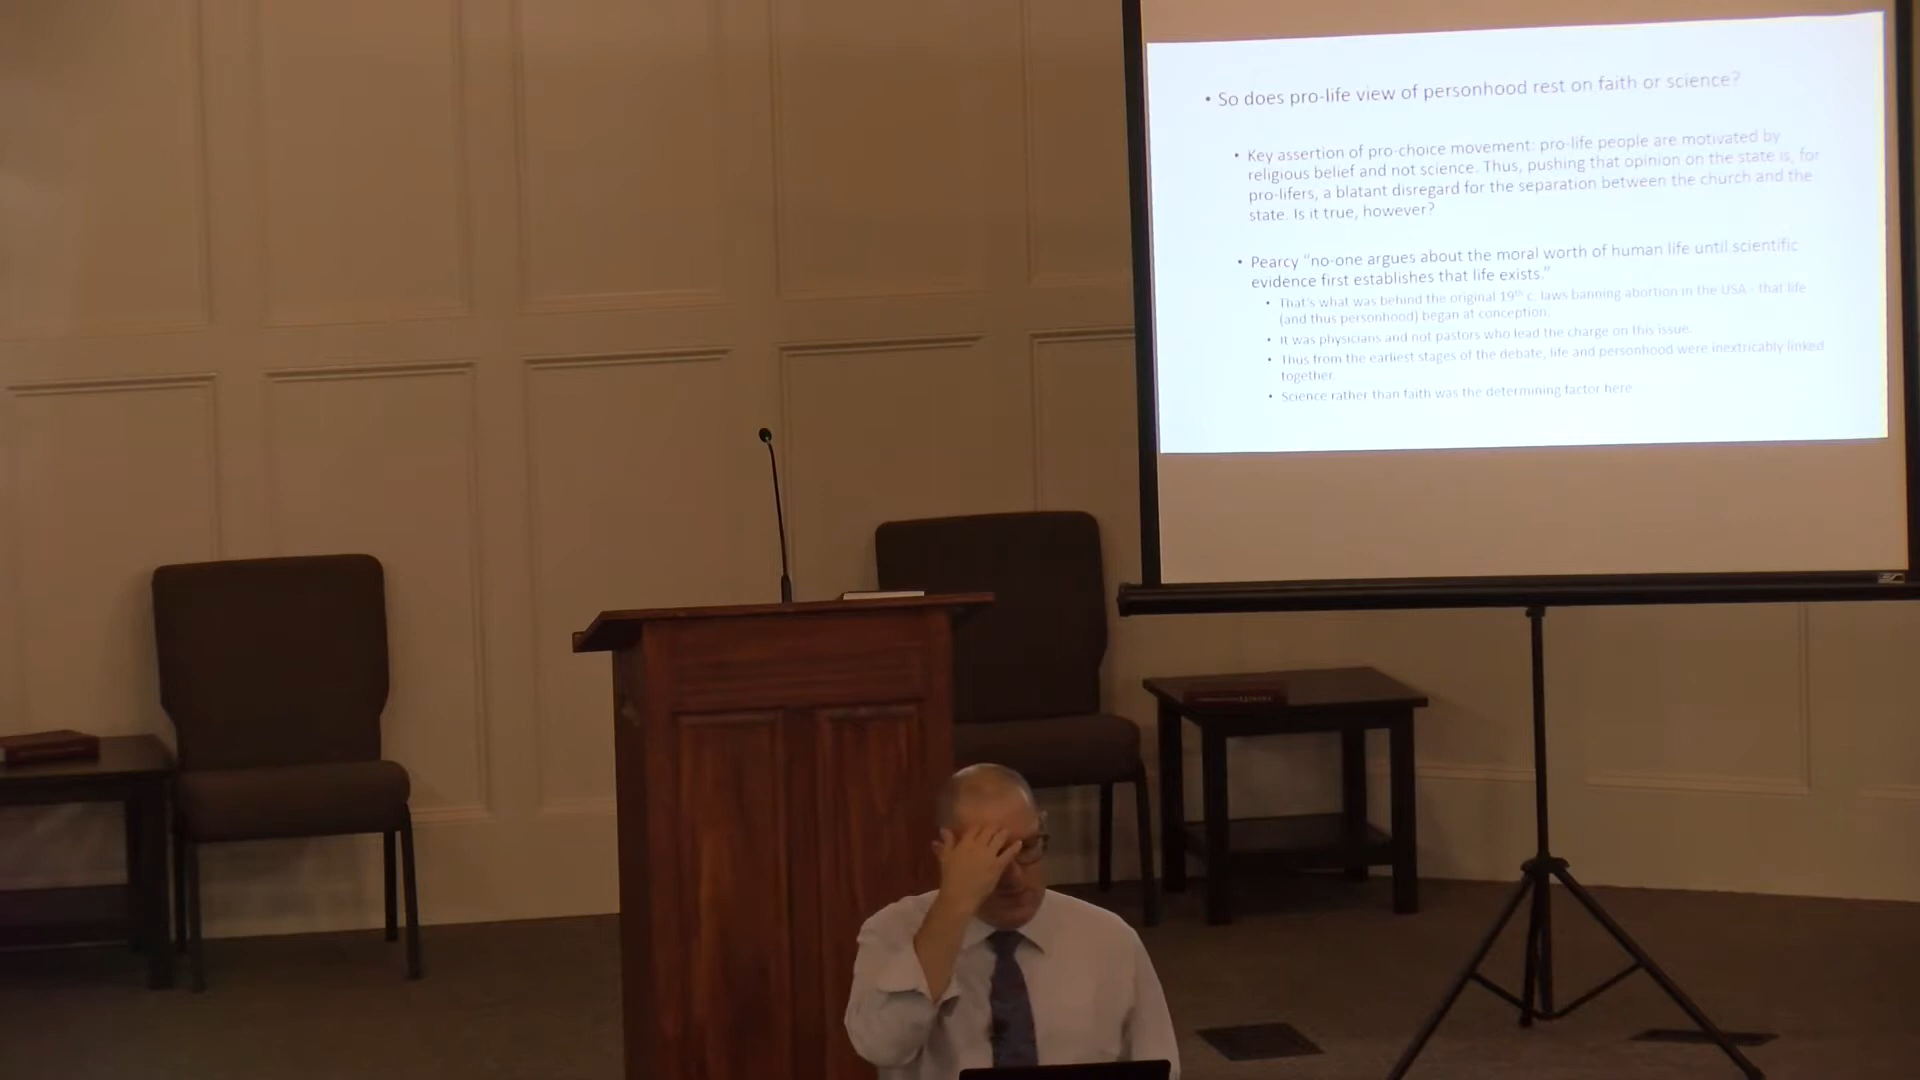 • So does pro-life view of personhood rest on faith or science?
• Key assertion of pro-choice movement: pro-life people are motivated by
religious belief and not science. Thus, pushing that opinion on the state is, for
pro-lifers, a blatant disregard for the separation between the church and the
state. Is it true, however?
• Pearcy "no-one argues about the moral worth of human life until scientific
evidence first establishes that life exists."
• That's what was behind the original 19th c. laws banning abortion in the USA - that life
(and thus personhood) began at conception.
• It was physicians and not pastors who lead the charge on this issue.
• Thus from the earliest stages of the debate, life and personhood were inextricably linked
together.
• Science rather than faith was the determining factor here